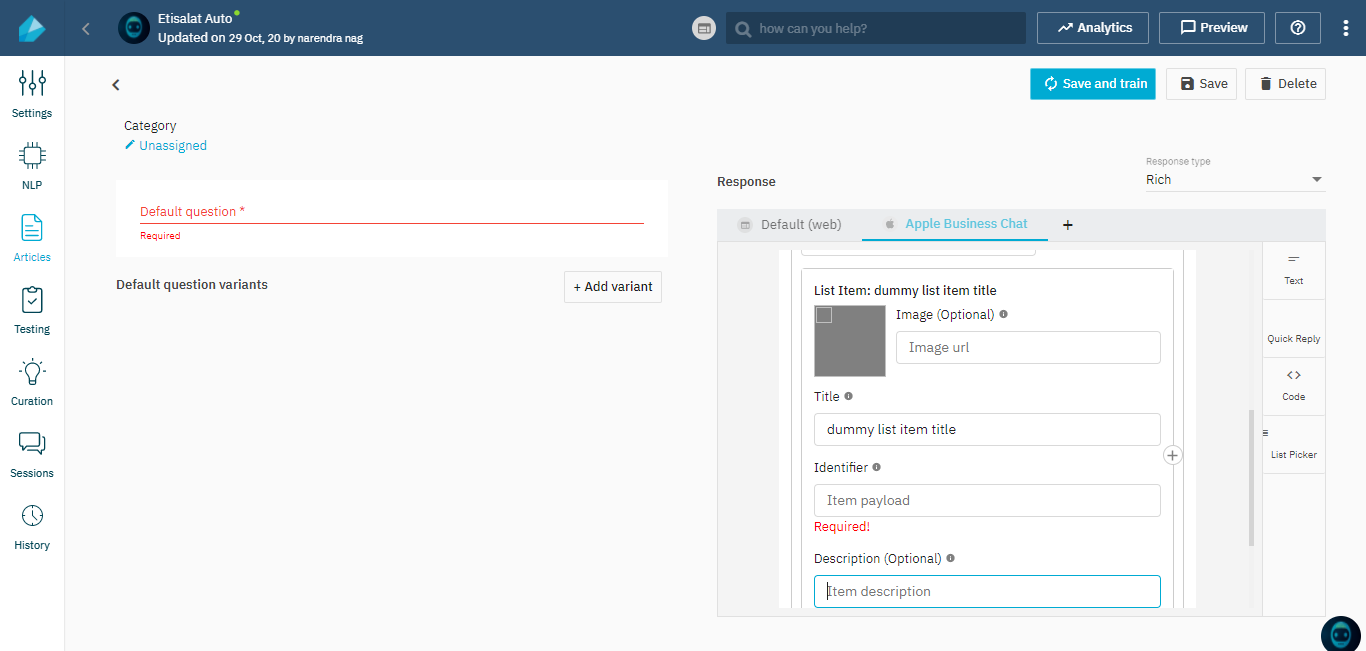 Etisalat Auto
Updated on 29 Oct, 20 by narendra nag
how can you help?
Analytics
Preview
Settings
NLP
Articles
Testing
Curation
Sessions
History
Save and train
Save
Delete
Category
Unassigned
Default question *
Required
Default question variants
+ Add variant
Response
Response type
Rich
Default (web)
Apple Business Chat
+
List Item: dummy list item title
Image (Optional)
Image url
Title
dummy list item title
Identifier
Item payload
Required!
Description (Optional)
Item description
Text
Quick Reply
Code
List Picker